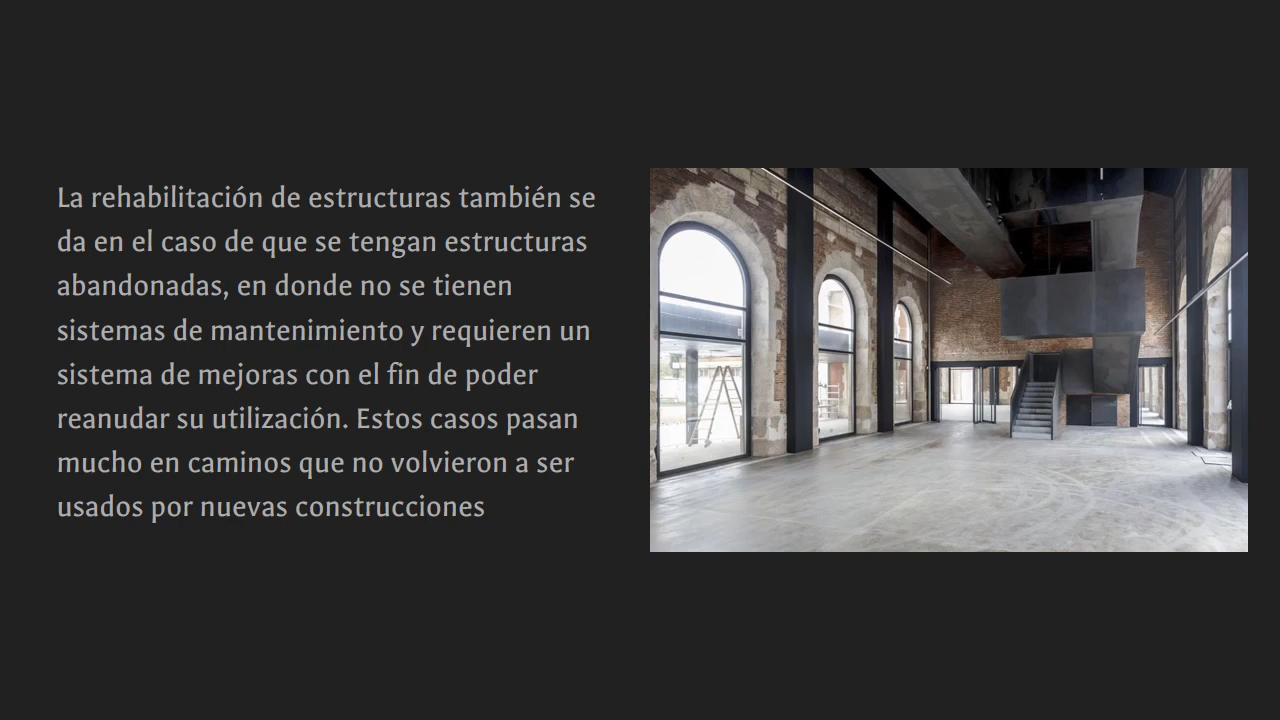 La rehabilitación de estructuras también se
da en el caso de que se tengan estructuras
abandonadas, en donde no se tienen
sistemas de mantenimiento y requieren un
sistema de mejoras con el fin de poder
reanudar su utilización. Estos casos pasan
mucho en caminos que no volvieron a ser
usados por nuevas construcciones